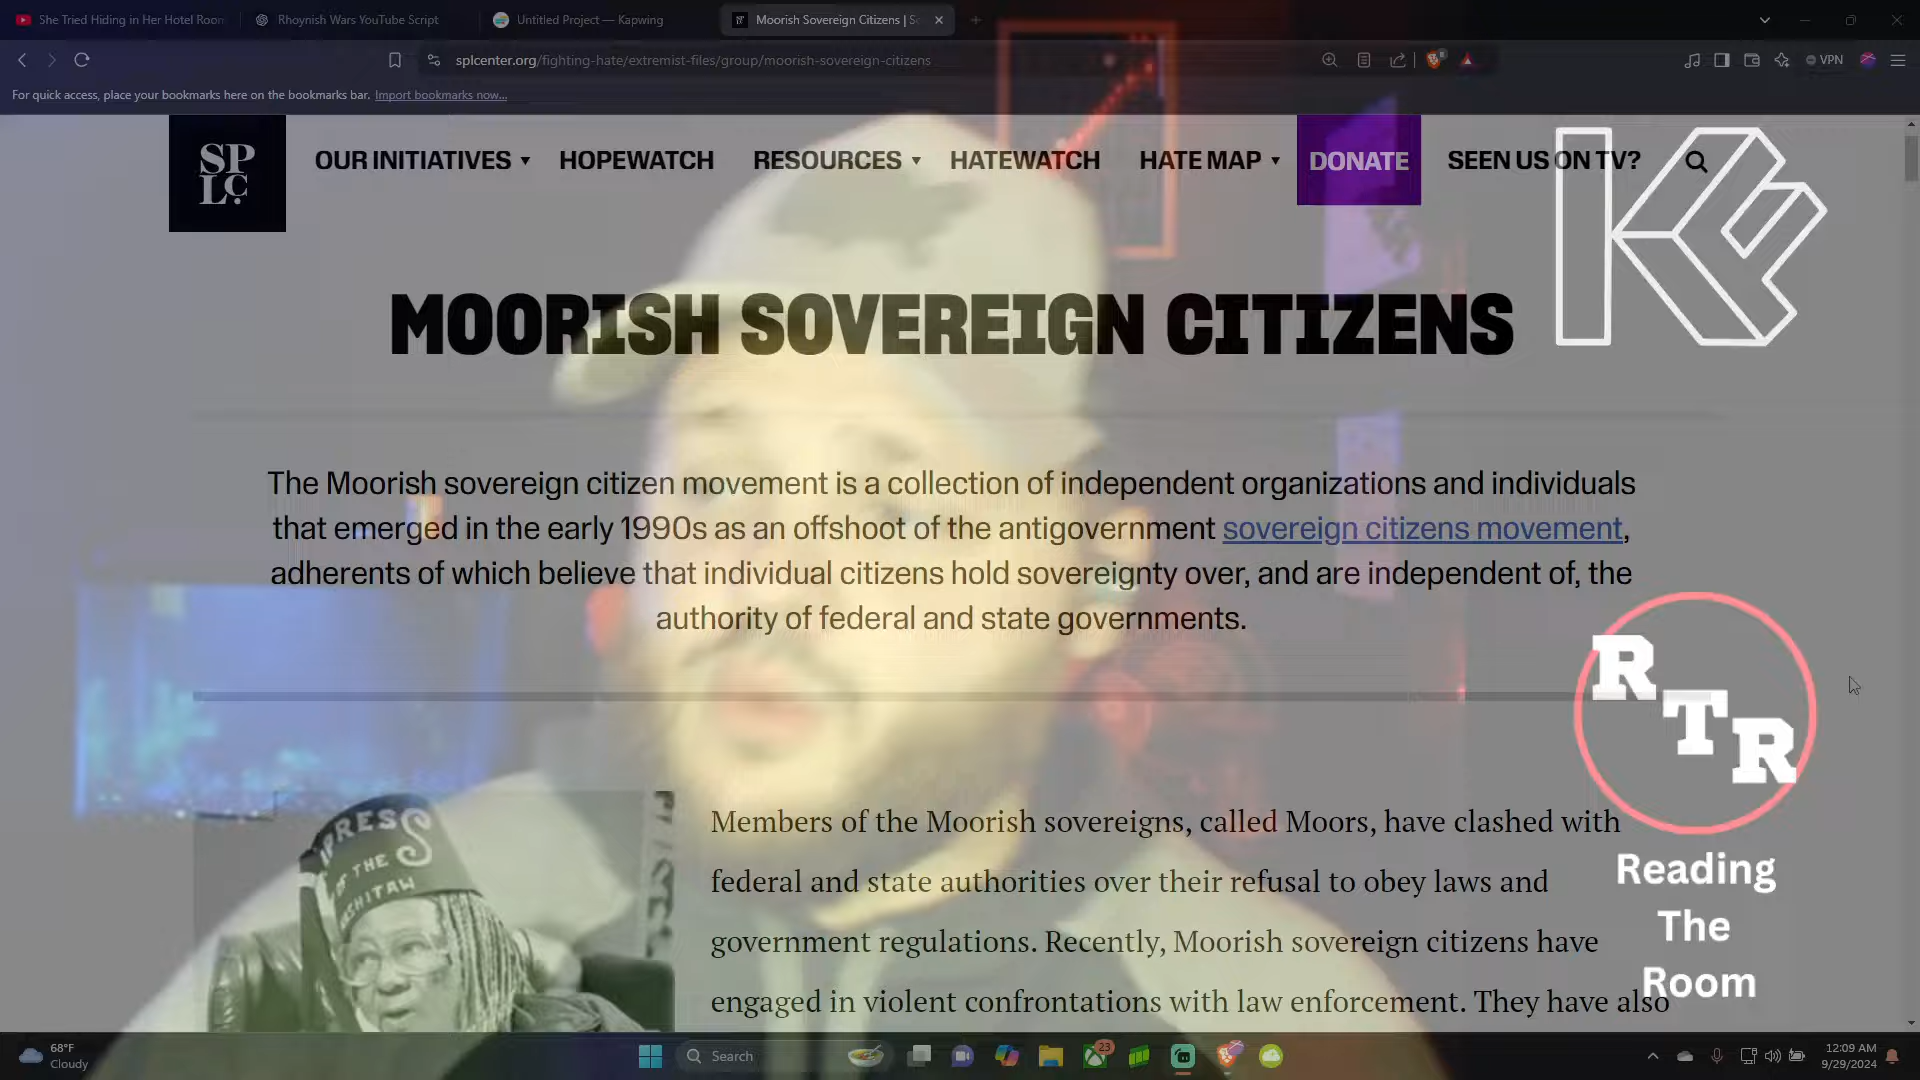 She Tried Hiding in Her Hotel Room
Rhoynish Wars YouTube Script
Untitled Project — Kapwing
Moorish Sovereign Citizens | S
splcenter.org/fighting-hate/extremist-files/group/moorish-sovereign-citizens
VPN
For quick access, place your bookmarks here on the bookmarks bar. Import bookmarks now...
SPLC.
OUR INITIATIVES
HOPEWATCH
RESOURCES
HATEWATCH
HATE MAP
DONATE
SEEN US ON TV?
MOORISH SOVEREIGN CITIZENS
The Moorish sovereign citizen movement is a collection of independent organizations and individuals
that emerged in the early 1990s as an offshoot of the antigovernment sovereign citizens movement,
adherents of which believe that individual citizens hold sovereignty over, and are independent of, the
authority of federal and state governments.
RTR
Reading
The
Room
Members of the Moorish sovereigns, called Moors, have clashed with
federal and state authorities over their refusal to obey laws and
government regulations. Recently, Moorish sovereign citizens have
engaged in violent confrontations with law enforcement. They have also
OF THE
68°F
Cloudy
Search
23
12:09 AM
9/29/2024